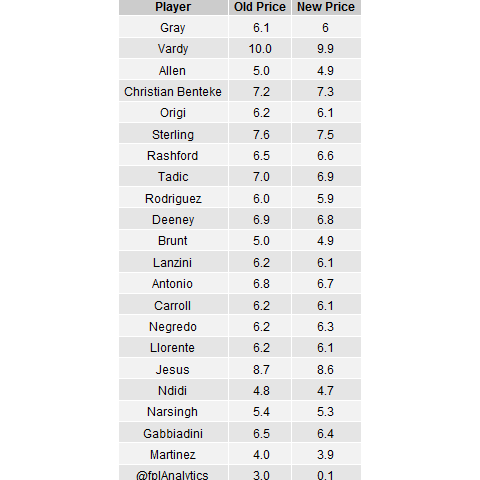 Player Old Price New Price
Gray 6.1 6
Vardy 10.0 9.9
Allen 5.0 4.9
Christian Benteke 7.2 7.3
Origi 6.2 6.1
Sterling 7.6 7.5
Rashford 6.5 6.6
Tadic 7.0 6.9
Rodriguez 6.0 5.9
Deeney 6.9 6.8
Brunt 5.0 4.9
Lanzini 6.2 6.1
Antonio 6.8 6.7
Carroll 6.2 6.1
Negredo 6.2 6.3
Llorente 6.2 6.1
Jesus 8.7 8.6
Ndidi 4.8 4.7
Narsingh 5.4 5.3
Gabbiadini 6.5 6.4
Martinez 4.0 3.9
@fplAnalytics 3.0 0.1